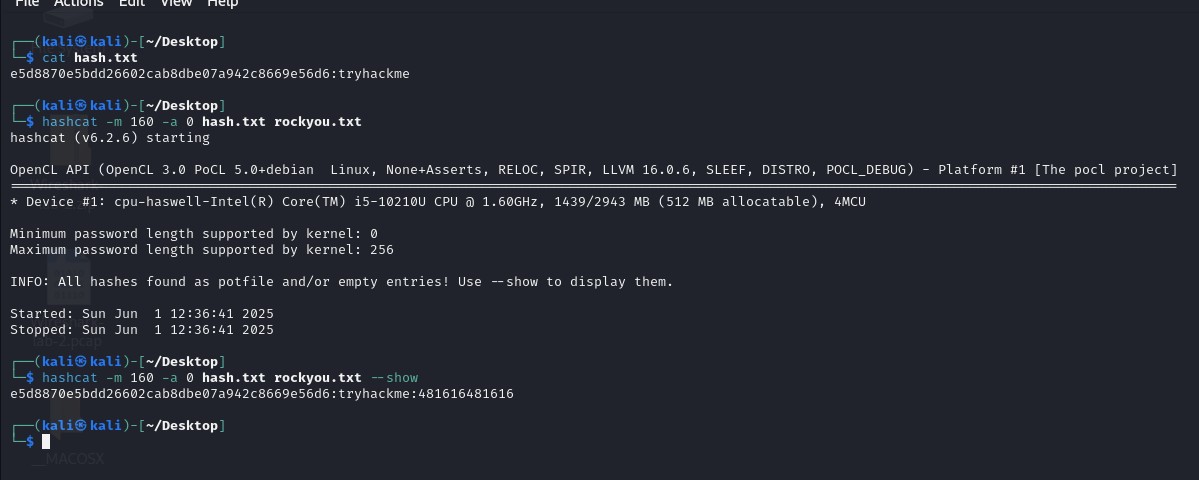 File Actions Edit View Help
┌──(kali㉿kali)-[~/Desktop]
└─$ cat hash.txt
e5d8870e5bdd26602cab8dbe07a942c8669e56d6:tryhackme
┌──(kali㉿kali)-[~/Desktop]
└─$ hashcat -m 160 -a 0 hash.txt rockyou.txt
hashcat (v6.2.6) starting
OpenCL API (OpenCL 3.0 PoCL 5.0+debian  Linux, None+Asserts, RELOC, SPIR, LLVM 16.0.6, SLEEF, DISTRO, POCL_DEBUG) - Platform #1 [The pocl project]
* Device #1: cpu-haswell-Intel(R) Core(TM) i5-10210U CPU @ 1.60GHz, 1439/2943 MB (512 MB allocatable), 4MCU
Minimum password length supported by kernel: 0
Maximum password length supported by kernel: 256
INFO: All hashes found as potfile and/or empty entries! Use --show to display them.
Started: Sun Jun  1 12:36:41 2025
Stopped: Sun Jun  1 12:36:41 2025
┌──(kali㉿kali)-[~/Desktop]
└─$ hashcat -m 160 -a 0 hash.txt rockyou.txt --show
e5d8870e5bdd26602cab8dbe07a942c8669e56d6:tryhackme:481616481616
┌──(kali㉿kali)-[~/Desktop]
└─$
__MACOSX